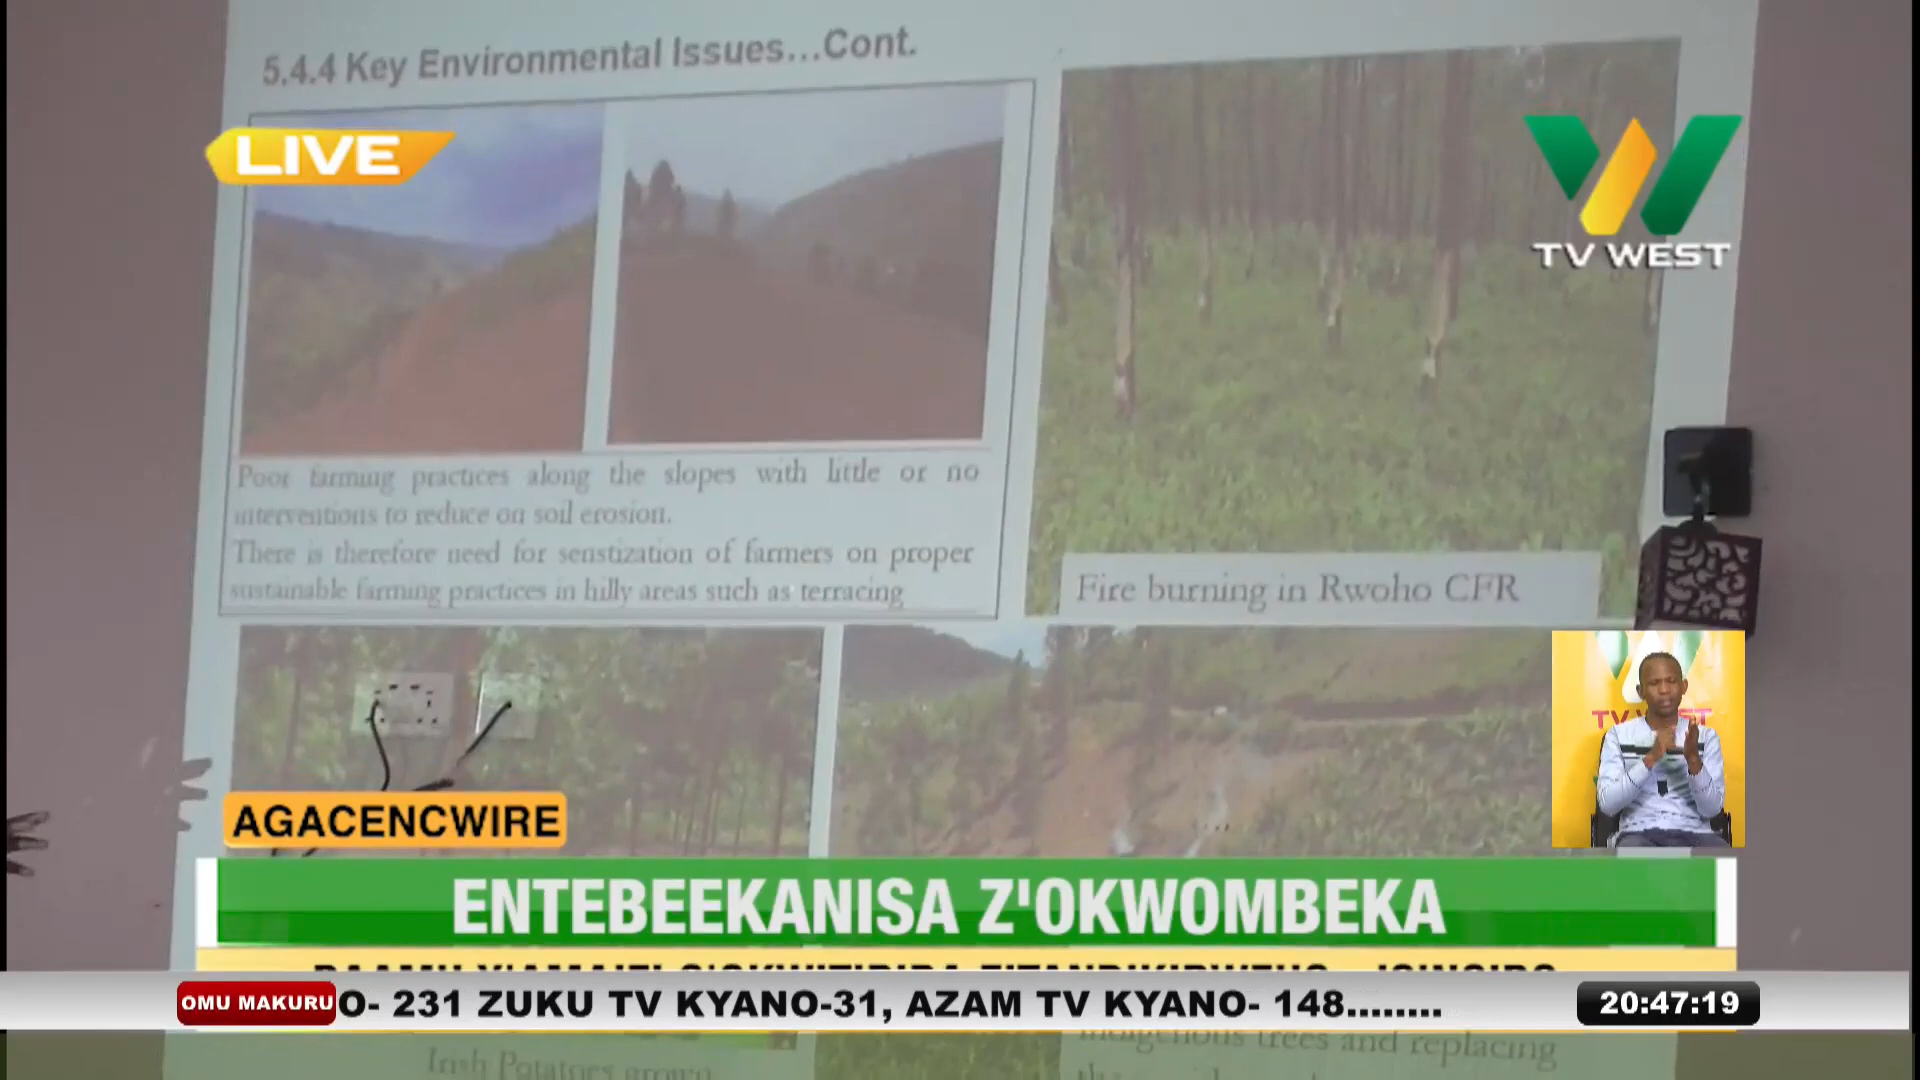 5.4.4 Key Environmental Issues...Cont.
LIVE
TV WEST
Poor farming practices along the slopes with little or no
interventions to reduce on soil erosion.
There is therefore need for senstization of farmers on proper
sustainable farming practices in hilly areas such as terracing
Fire burning in Rwoho CFR
TV WEST
AGACENCWIRE
ENTEBEEKANISA Z'OKWOMBEKA
OMU MAKURU
O- 231 ZUKU TV KYANO-31, AZAM TV KYANO- 148........
20:47:19
Irish Potatoes grown
indigenous trees and replacing